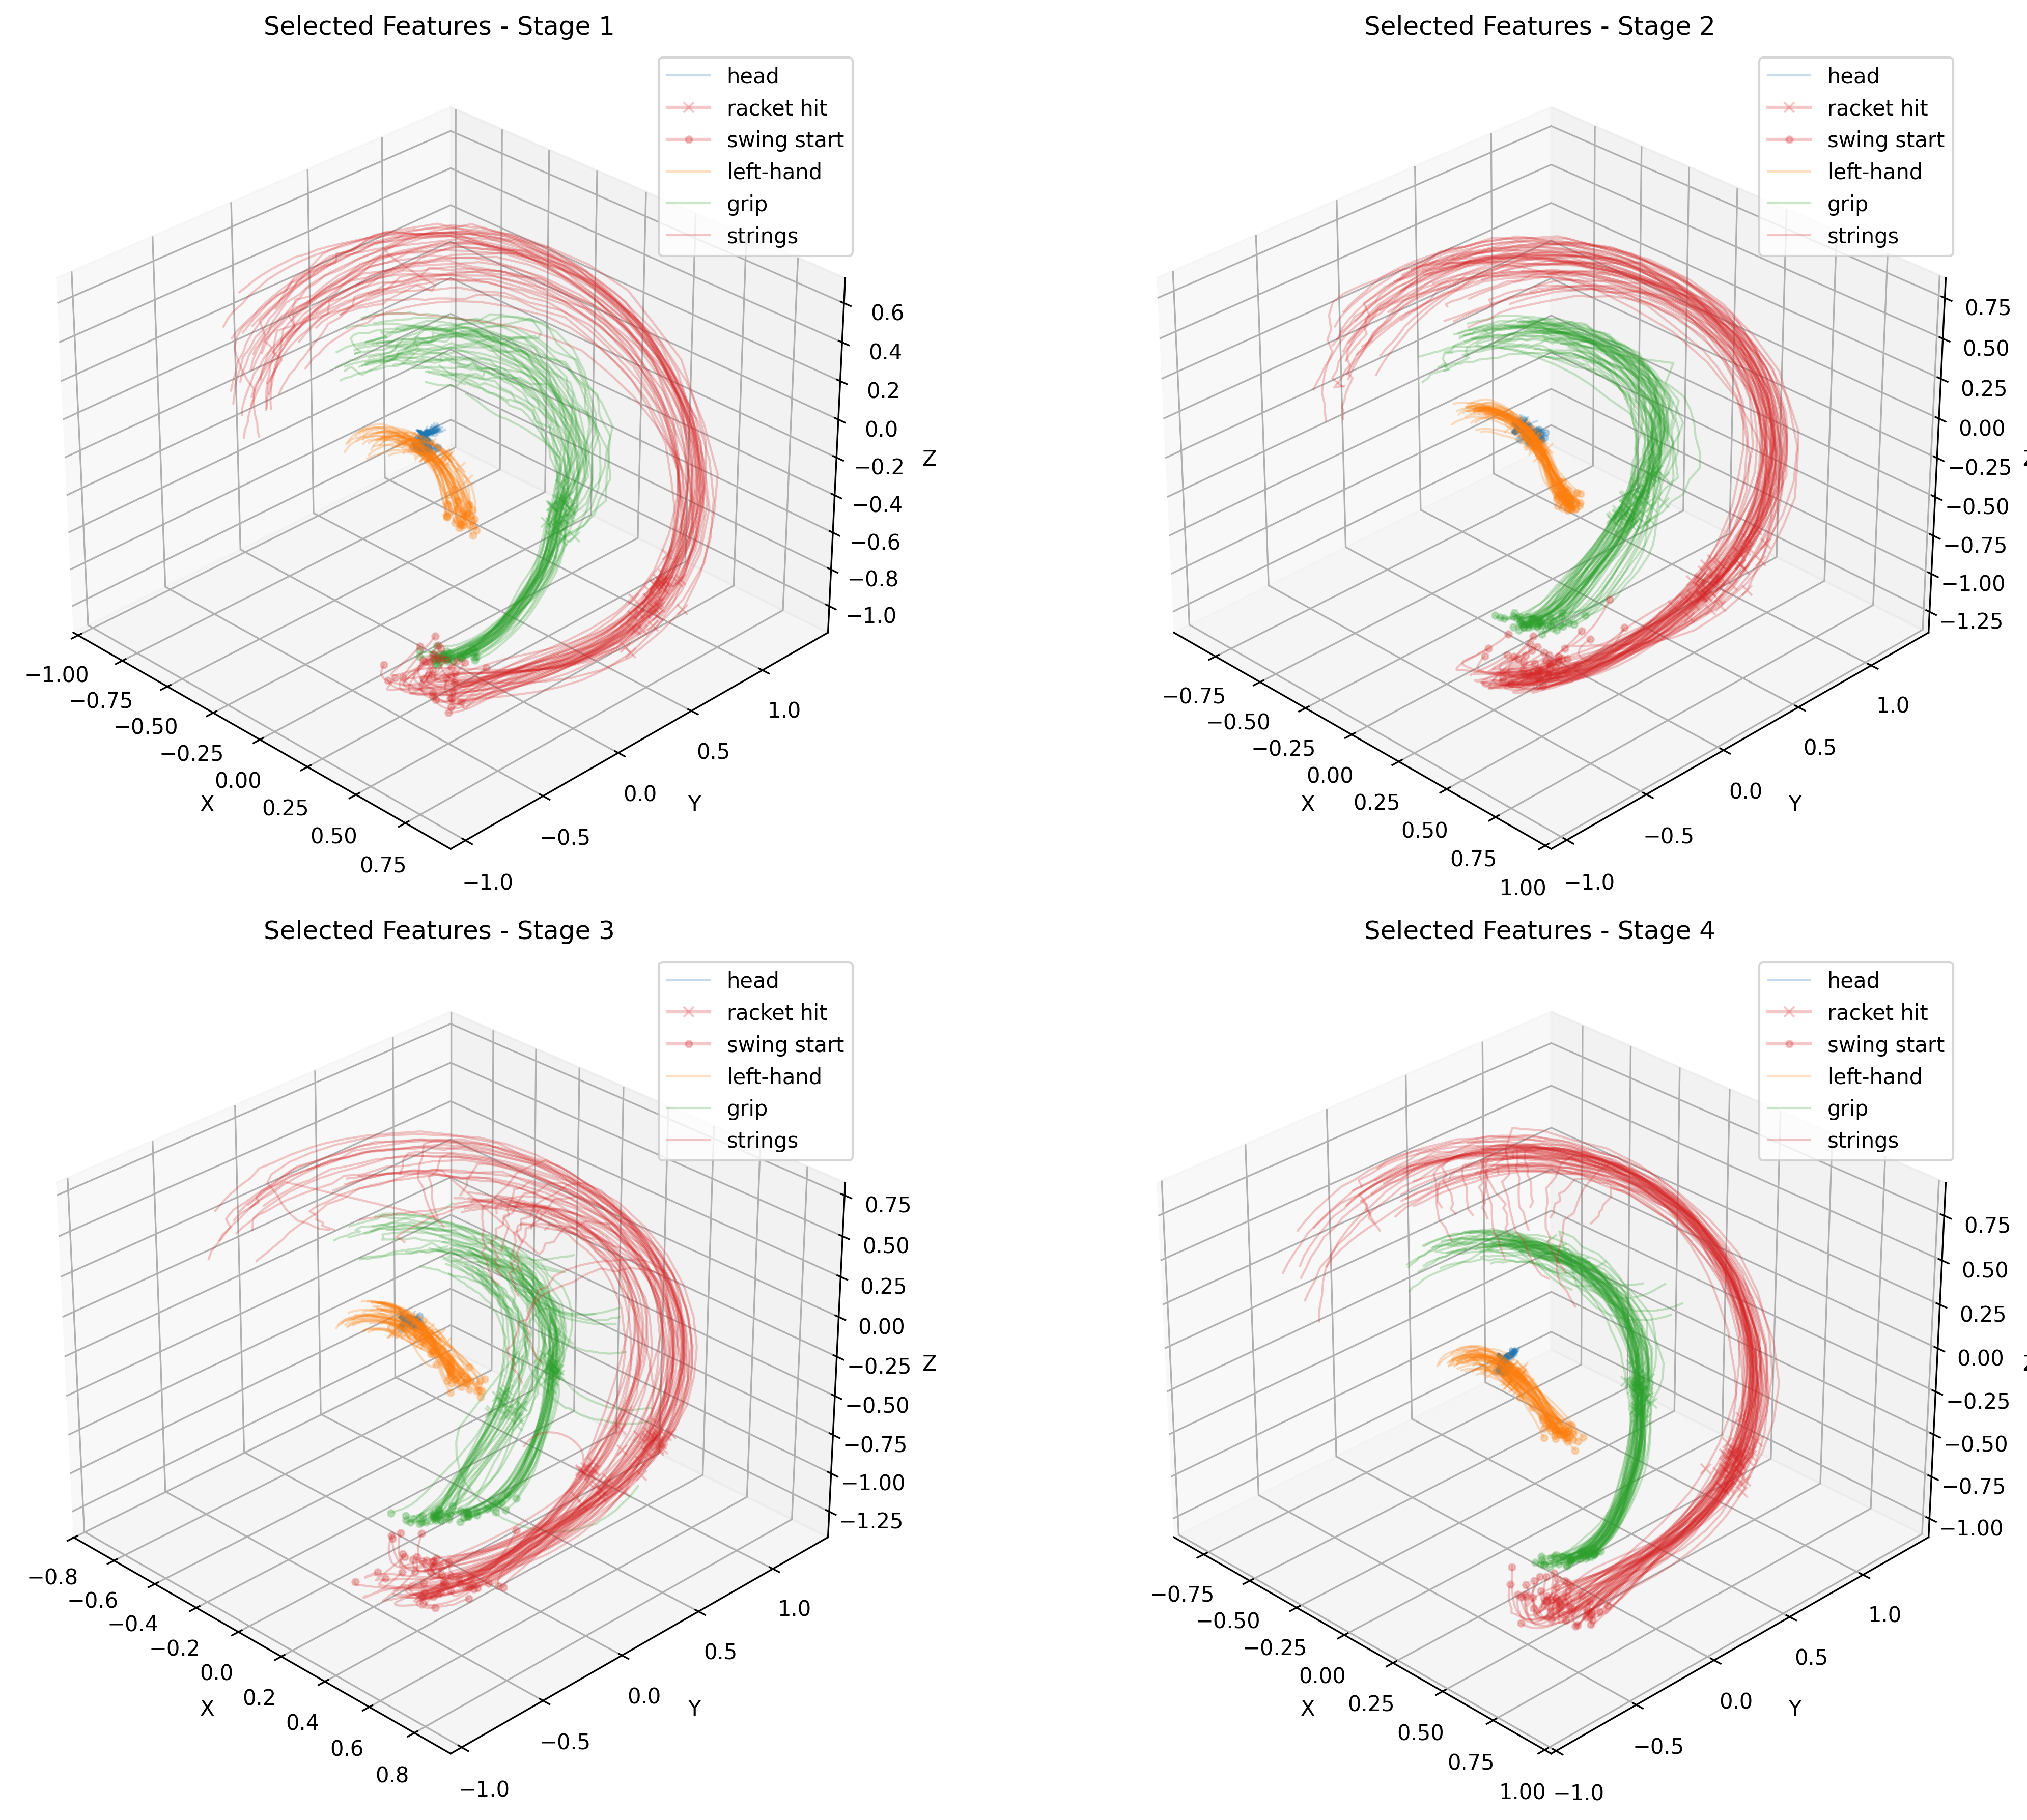 Selected Features - Stage 1
head
racket hit
swing start
left-hand
grip
strings
0.6
0.4
0.2
0.0
−0.2
−0.4
−0.6
−0.8
−1.0
Z
−1.00
−0.75
−0.50
−0.25
0.00
0.25
0.50
0.75
X
−1.0
−0.5
0.0
0.5
1.0
Y
Selected Features - Stage 2
head
racket hit
swing start
left-hand
grip
strings
0.75
0.50
0.25
0.00
−0.25
−0.50
−0.75
−1.00
−1.25
−0.75
−0.50
−0.25
0.00
0.25
0.50
0.75
1.00
X
−1.0
−0.5
0.0
0.5
1.0
Y
Selected Features - Stage 3
head
racket hit
swing start
left-hand
grip
strings
0.75
0.50
0.25
0.00
−0.25
−0.50
−0.75
−1.00
−1.25
Z
−0.8
−0.6
−0.4
−0.2
0.0
0.2
0.4
0.6
0.8
X
−1.0
−0.5
0.0
0.5
1.0
Y
Selected Features - Stage 4
head
racket hit
swing start
left-hand
grip
strings
0.75
0.50
0.25
0.00
−0.25
−0.50
−0.75
−1.00
−0.75
−0.50
−0.25
0.00
0.25
0.50
0.75
1.00
X
−1.0
−0.5
0.0
0.5
1.0
Y